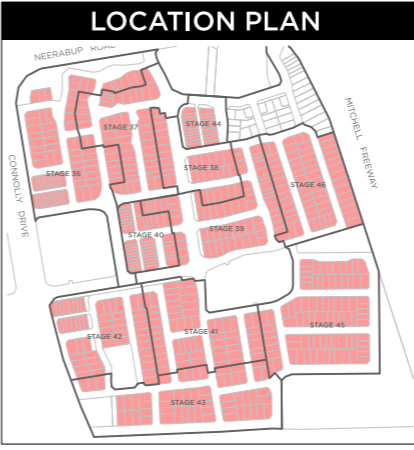 LOCATION PLAN
NEERABUP ROAD
MITCHELL FREEWAY
CONNOLLY DRIVE
STAGE 44
STAGE 37
STAGE 38
STAGE 36
STAGE 46
STAGE 39
STAGE 40
STAGE 45
STAGE 41
STAGE 42
STAGE 43